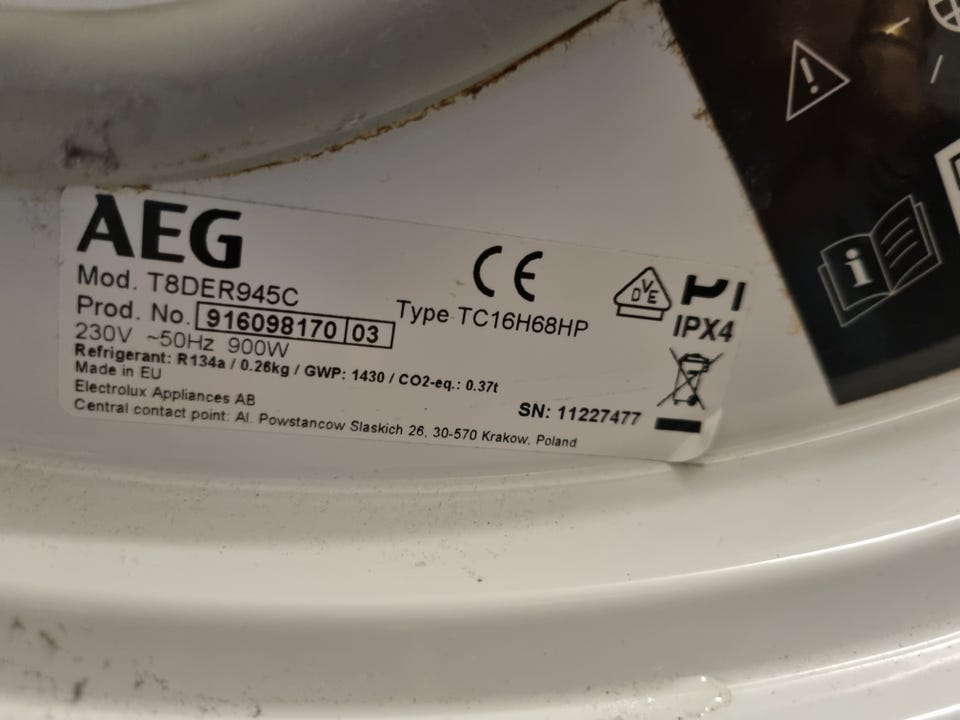 AEG
Mod. T8DER945C
Prod. No. 916098170 03
Type TC16H68HP
230V ~50Hz 900W
Refrigerant: R134a / 0.26kg / GWP: 1430 / CO2-eq.: 0.37t
Made in EU
Electrolux Appliances AB
Central contact point: Al. Powstancow Slaskich 26, 30-570 Krakow, Poland
SN: 11227477
CE
DVE
IPX4
i